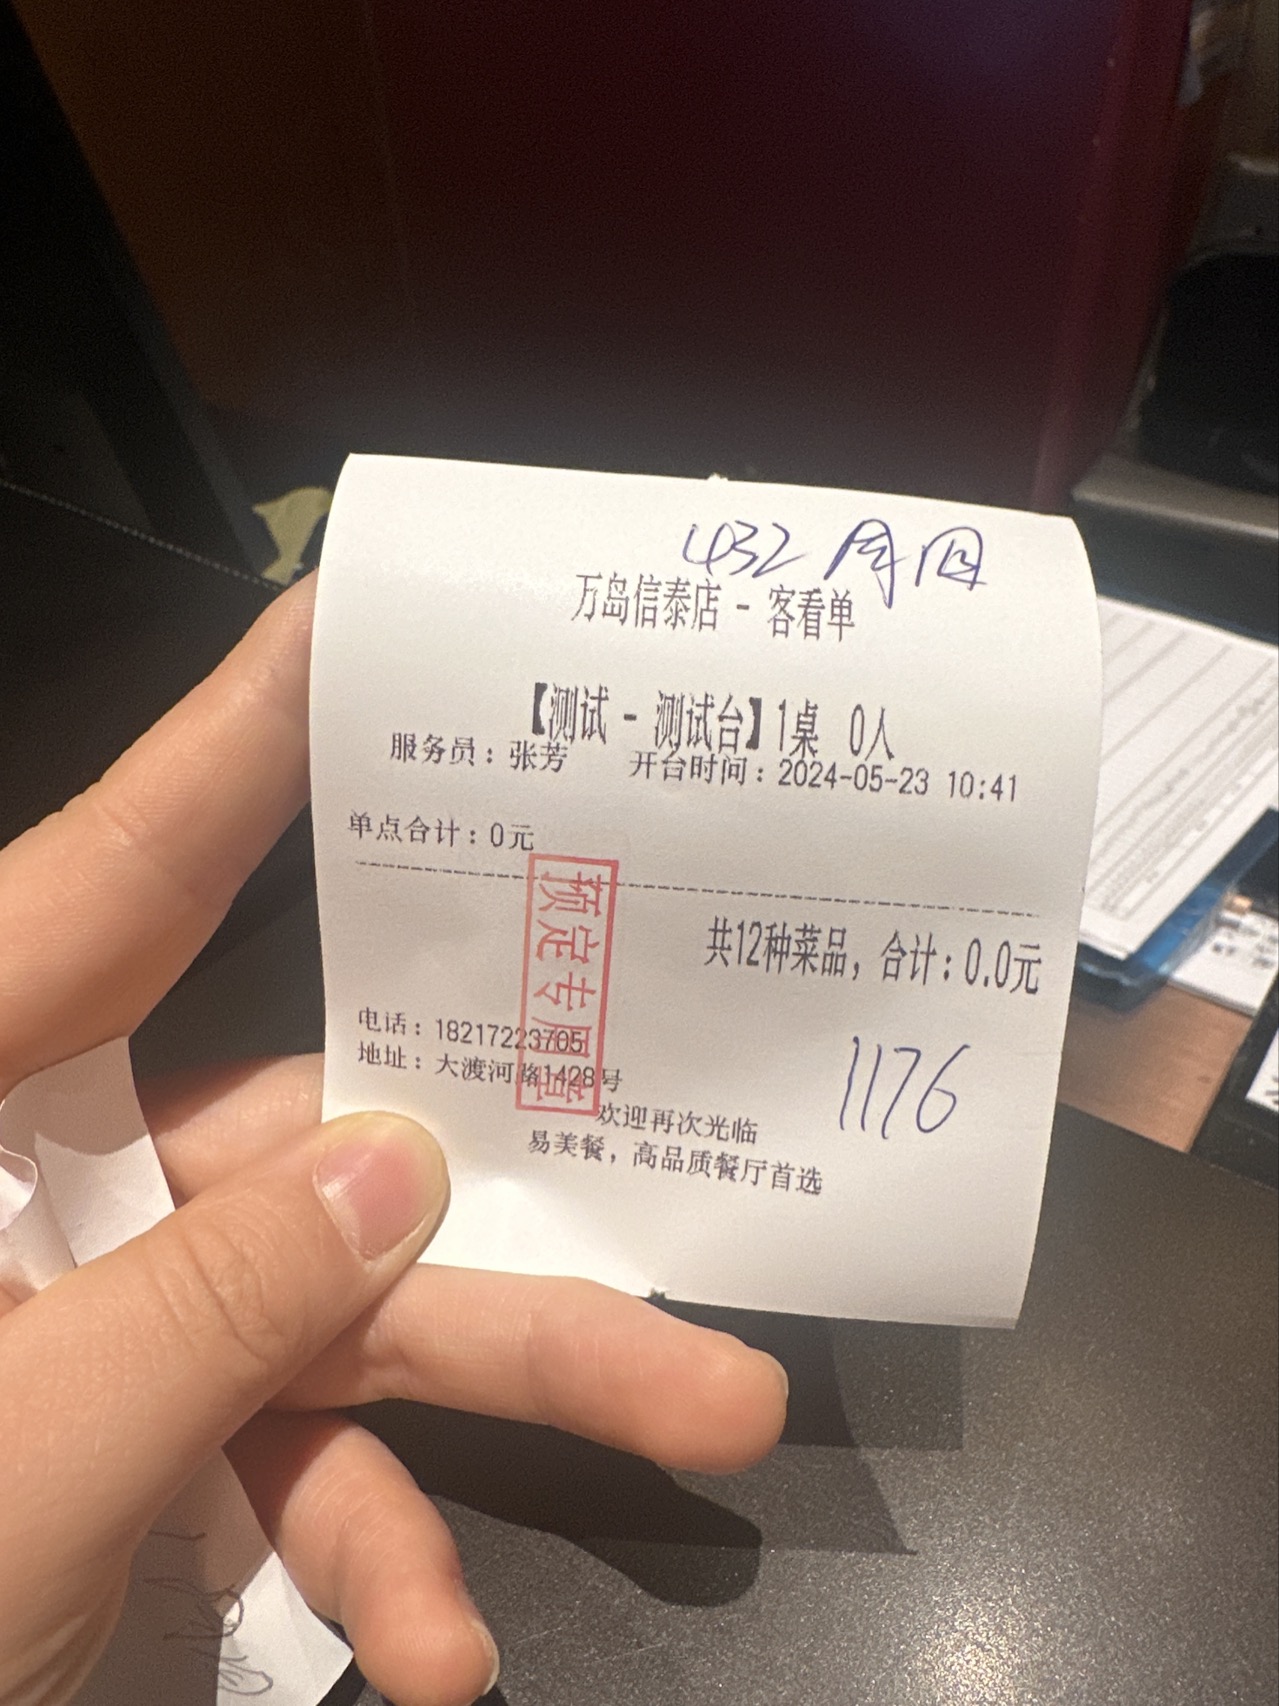 432 周四
万岛信泰店 - 客看单
【测试 - 测试台】1桌 0人
服务员：张芳 开台时间：2024-05-23 10:41
单点合计：0元
预定专用章
共12种菜品，合计：0.0元
电话：18217223705
地址：大渡河路1428号
1176
欢迎再次光临
易美餐，高品质餐厅首选